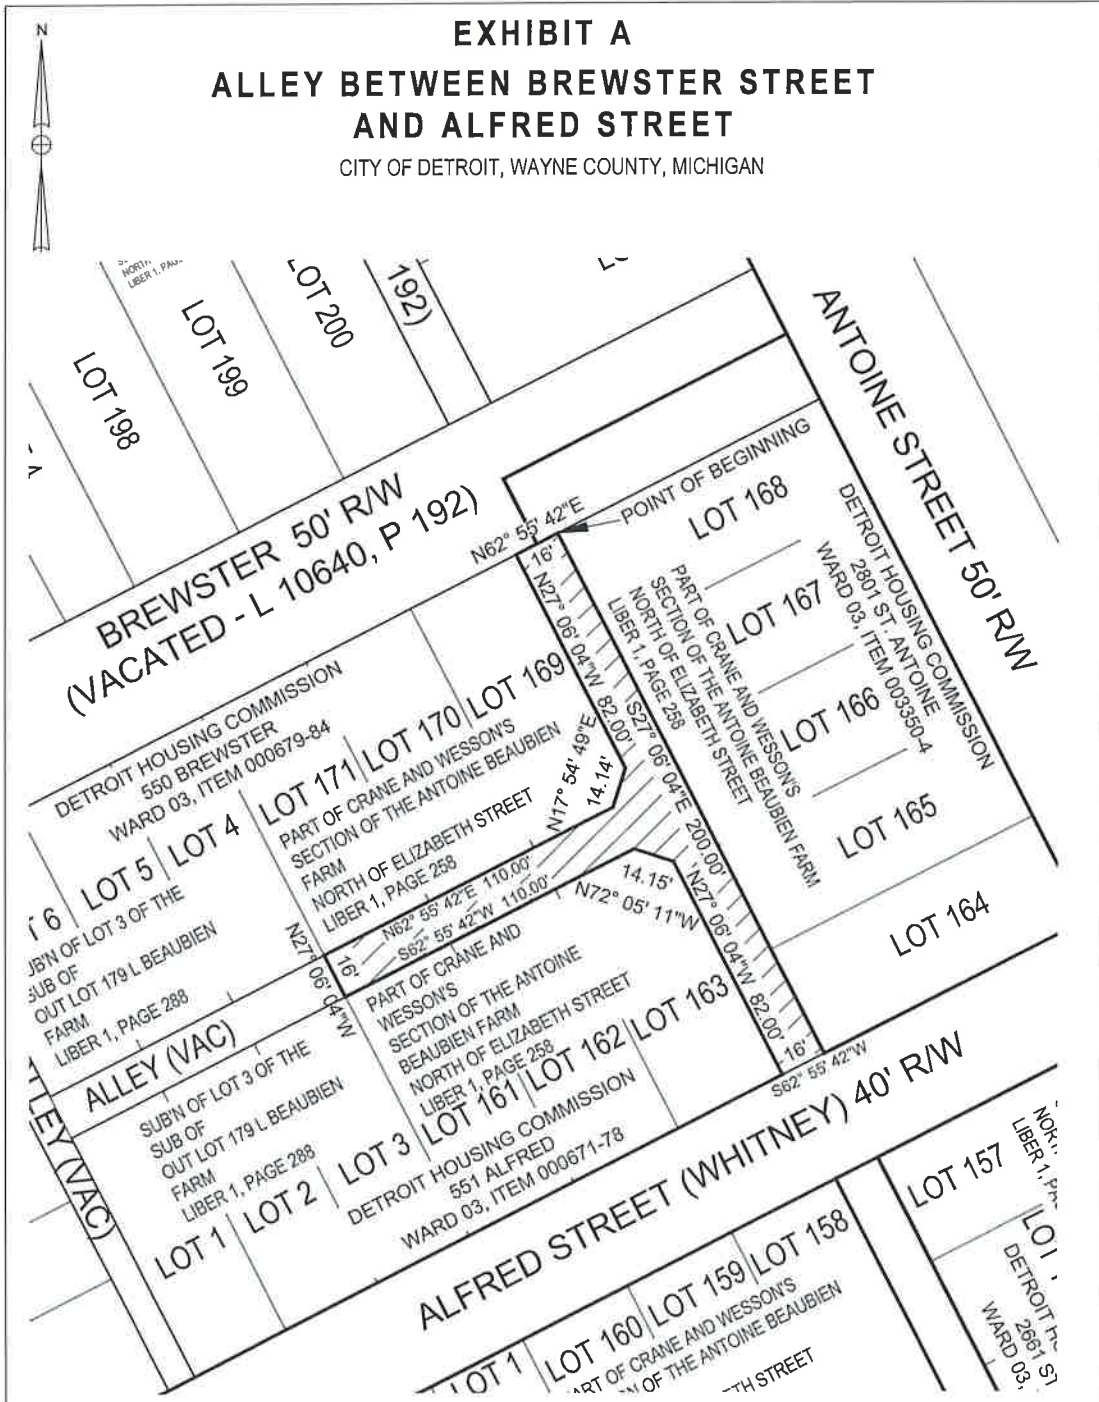 N
EXHIBIT A
ALLEY BETWEEN BREWSTER STREET
AND ALFRED STREET
CITY OF DETROIT, WAYNE COUNTY, MICHIGAN
LIBER 1,
LOT 198
LOT 199
LOT 200
192)
ANTOINE STREET 50' R/W
BREWSTER 50' R/W
(VACATED - L 10640, P 192)
N62° 55' 42"E
POINT OF BEGINNING
LOT 168
LOT 167
LOT 166
LOT 165
LOT 164
DETROIT HOUSING COMMISSION
2801 ST. ANTOINE
WARD 03, ITEM 003350-4
PART OF CRANE AND WESSON'S
SECTION OF THE ANTOINE BEAUBIEN FARM
NORTH OF ELIZABETH STREET
LIBER 1, PAGE 258
16'
N27° 06' 04"W 82.00'
S27° 06' 04"E 200.00'
N17° 54' 49"E
14.14'
DETROIT HOUSING COMMISSION
550 BREWSTER
WARD 03, ITEM 000679-84
LOT 5
LOT 4
LOT 171
LOT 170
LOT 169
PART OF CRANE AND WESSON'S
SECTION OF THE ANTOINE BEAUBIEN
FARM
NORTH OF ELIZABETH STREET
LIBER 1, PAGE 258
SUB'N OF LOT 3 OF THE
SUB OF
OUT LOT 179 L BEAUBIEN
FARM
LIBER 1, PAGE 288
N62° 55' 42"E 110.00'
S62° 55' 42"W 110.00'
16'
N27° 06' 04"W
14.15'
N72° 05' 11"W
N27° 06' 04"W 82.00'
16'
S62° 55' 42"W
ALLEY (VAC)
(VAC)
PART OF CRANE AND
WESSON'S
SECTION OF THE ANTOINE
BEAUBIEN FARM
NORTH OF ELIZABETH STREET
LIBER 1, PAGE 258
SUB'N OF LOT 3 OF THE
SUB OF
OUT LOT 179 L BEAUBIEN
FARM
LIBER 1, PAGE 288
LOT 1
LOT 2
LOT 3
LOT 161
LOT 162
LOT 163
DETROIT HOUSING COMMISSION
551 ALFRED
WARD 03, ITEM 000671-78
ALFRED STREET (WHITNEY) 40' R/W
LOT 1
LOT 160
LOT 159
LOT 158
LOT 157
OF CRANE AND WESSON'S
OF THE ANTOINE BEAUBIEN
STREET
LIBER 1,
DETROIT
2661
WARD 03,